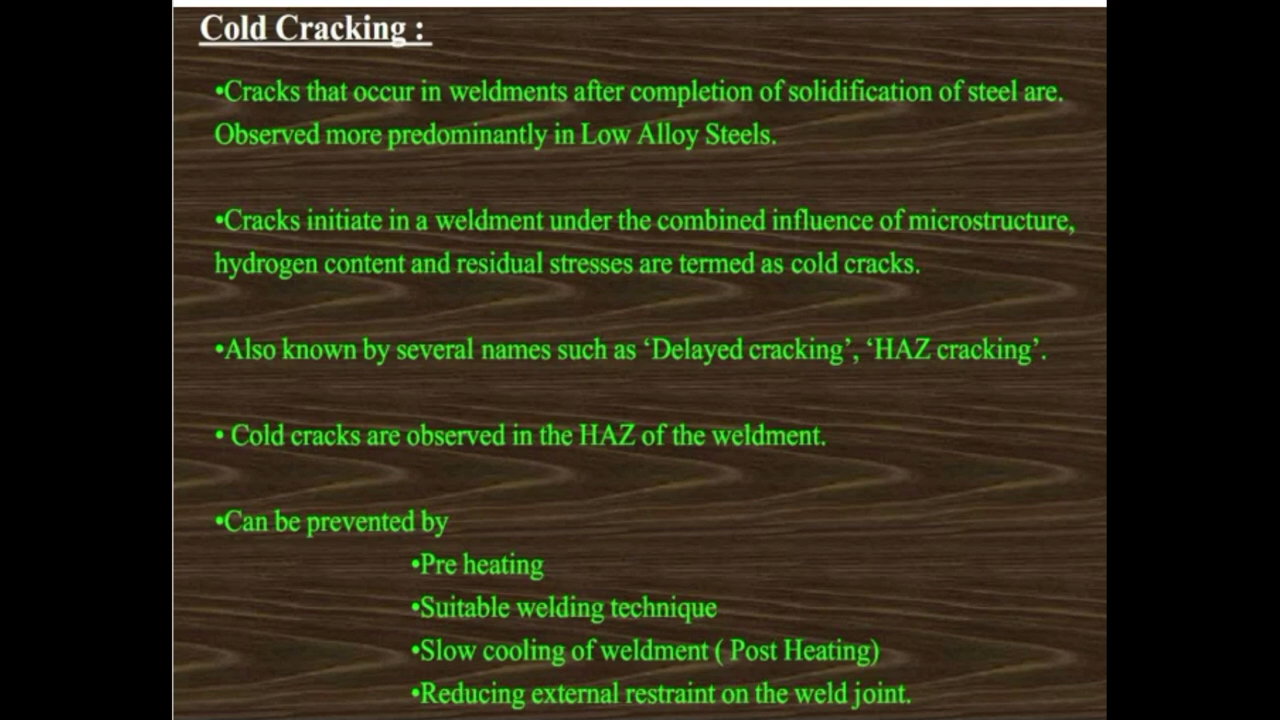 Cold Cracking :
•Cracks that occur in weldments after completion of solidification of steel are.
Observed more predominantly in Low Alloy Steels.
•Cracks initiate in a weldment under the combined influence of microstructure,
hydrogen content and residual stresses are termed as cold cracks.
•Also known by several names such as ‘Delayed cracking’, ‘HAZ cracking’.
• Cold cracks are observed in the HAZ of the weldment.
•Can be prevented by
•Pre heating
•Suitable welding technique
•Slow cooling of weldment ( Post Heating)
•Reducing external restraint on the weld joint.